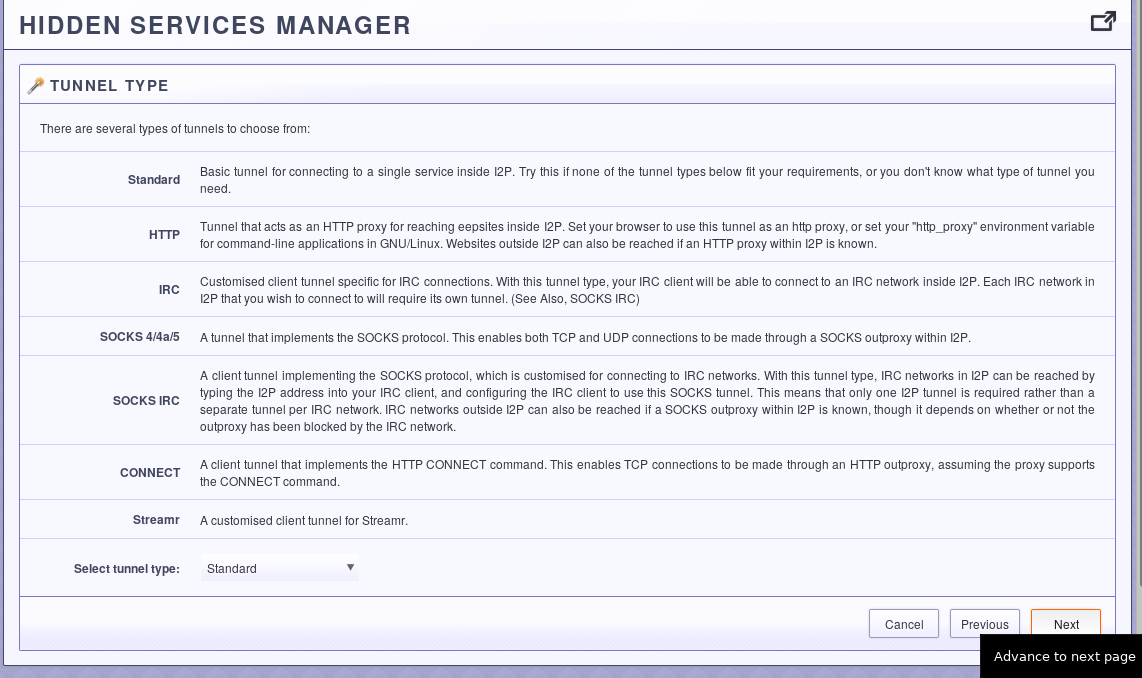 HIDDEN SERVICES MANAGER
TUNNEL TYPE
There are several types of tunnels to choose from:
Standard
Basic tunnel for connecting to a single service inside I2P. Try this if none of the tunnel types below fit your requirements, or you don't know what type of tunnel you
need.
HTTP
Tunnel that acts as an HTTP proxy for reaching eepsites inside I2P. Set your browser to use this tunnel as an http proxy, or set your "http_proxy" environment variable
for command-line applications in GNU/Linux. Websites outside I2P can also be reached if an HTTP proxy within I2P is known.
IRC
Customised client tunnel specific for IRC connections. With this tunnel type, your IRC client will be able to connect to an IRC network inside I2P. Each IRC network in
I2P that you wish to connect to will require its own tunnel. (See Also, SOCKS IRC)
SOCKS 4/4a/5
A tunnel that implements the SOCKS protocol. This enables both TCP and UDP connections to be made through a SOCKS outproxy within I2P.
SOCKS IRC
A client tunnel implementing the SOCKS protocol, which is customised for connecting to IRC networks. With this tunnel type, IRC networks in I2P can be reached by
typing the I2P address into your IRC client, and configuring the IRC client to use this SOCKS tunnel. This means that only one I2P tunnel is required rather than a
separate tunnel per IRC network. IRC networks outside I2P can also be reached if a SOCKS outproxy within I2P is known, though it depends on whether or not the
outproxy has been blocked by the IRC network.
CONNECT
A client tunnel that implements the HTTP CONNECT command. This enables TCP connections to be made through an HTTP outproxy, assuming the proxy supports
the CONNECT command.
Streamr
A customised client tunnel for Streamr.
Select tunnel type:
Standard
Cancel
Previous
Next
Advance to next page